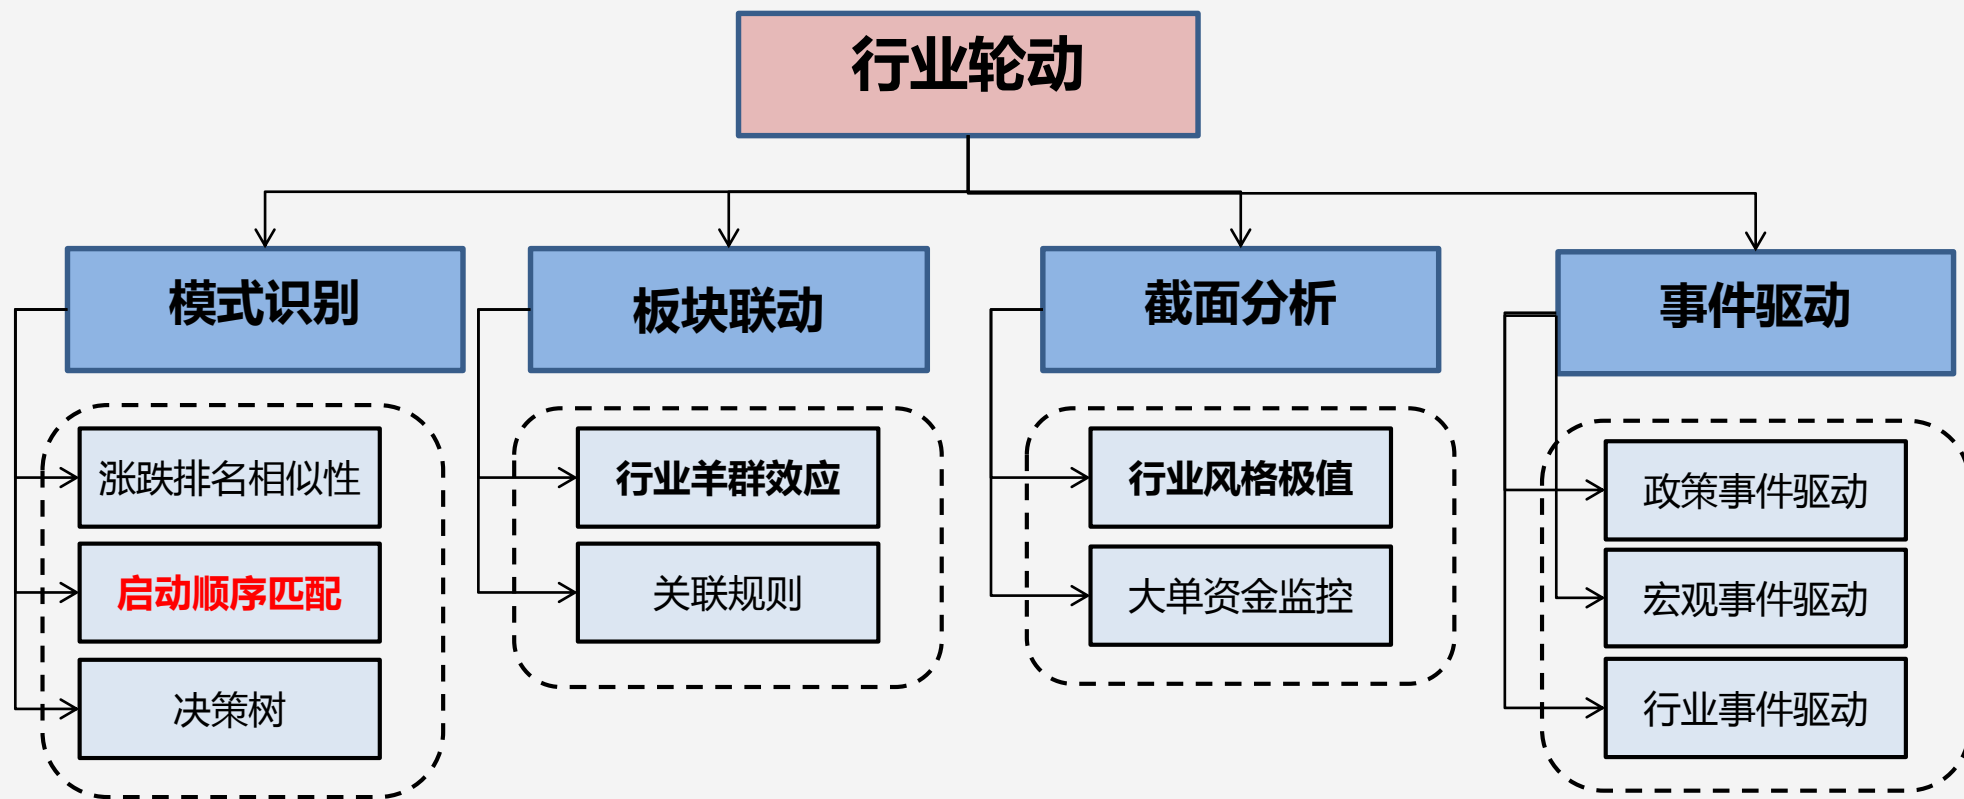 行业轮动
模式识别
板块联动
截面分析
事件驱动
涨跌排名相似性
启动顺序匹配
决策树
行业羊群效应
关联规则
行业风格极值
大单资金监控
政策事件驱动
宏观事件驱动
行业事件驱动